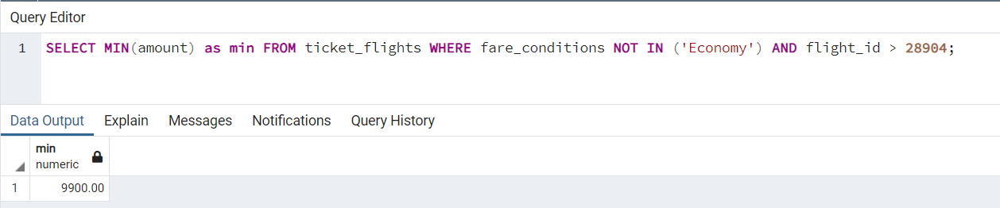 Query Editor
1 SELECT MIN(amount) as min FROM ticket_flights WHERE fare_conditions NOT IN ('Economy') AND flight_id > 28904;
Data Output Explain Messages Notifications Query History
min
numeric
1 9900.00